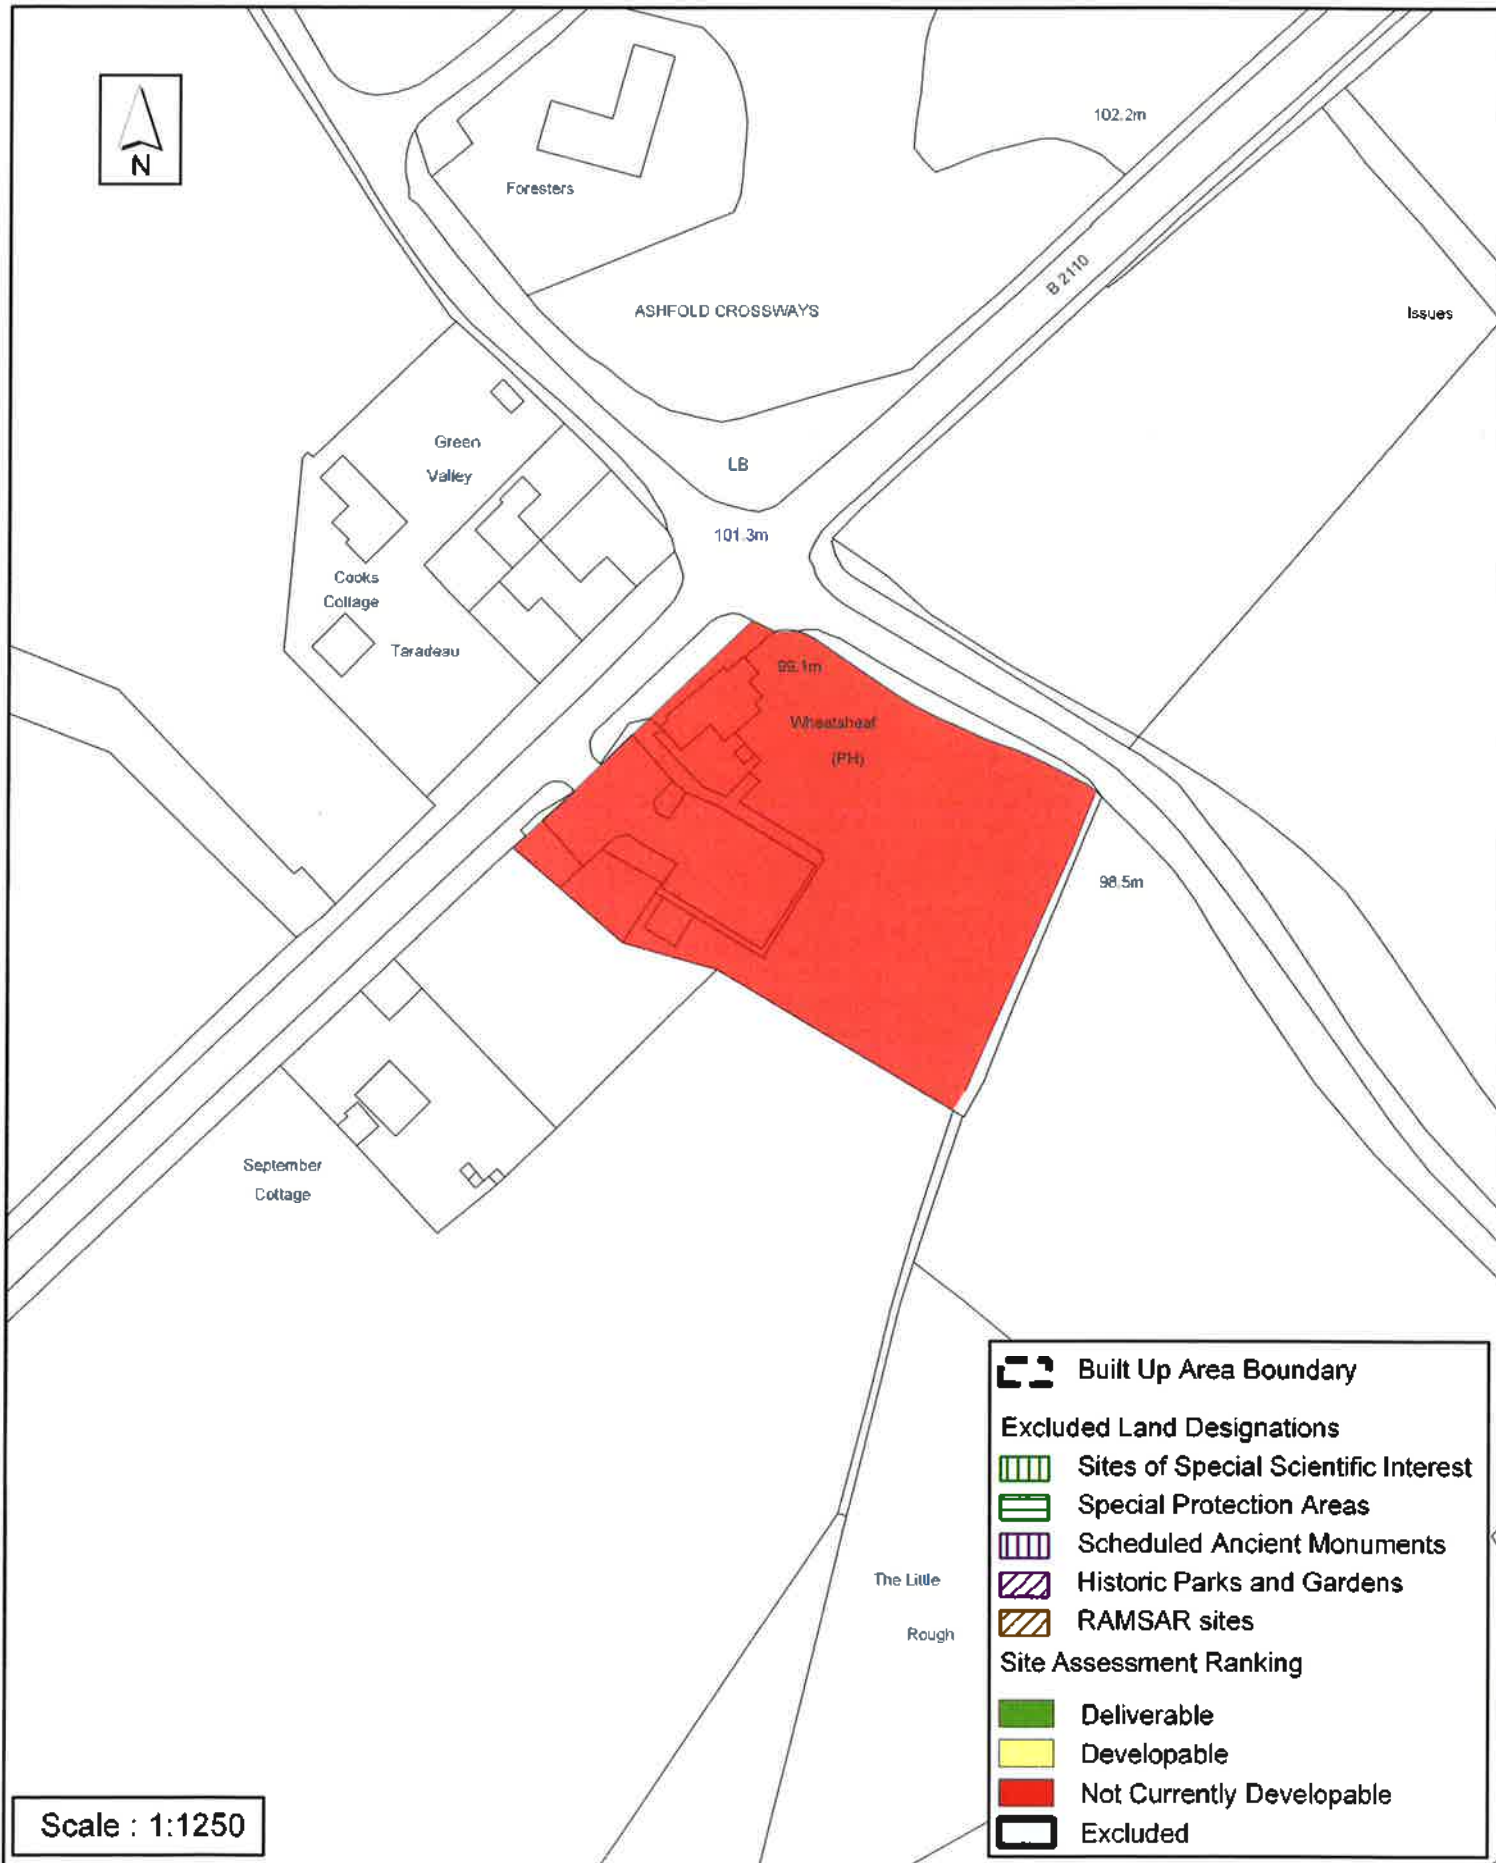 N
102.2m
Foresters
B 2110
ASHFOLD CROSSWAYS
Issues
Green
Valley
LB
101.3m
Cooks
Collage
Taradeau
99.1m
Wheatsheaf
(PH)
98.5m
September
Cottage
Built Up Area Boundary
Excluded Land Designations
Sites of Special Scientific Interest
Special Protection Areas
Scheduled Ancient Monuments
Historic Parks and Gardens
RAMSAR sites
Site Assessment Ranking
Deliverable
Developable
Not Currently Developable
Excluded
The Little
Rough
Scale : 1:1250